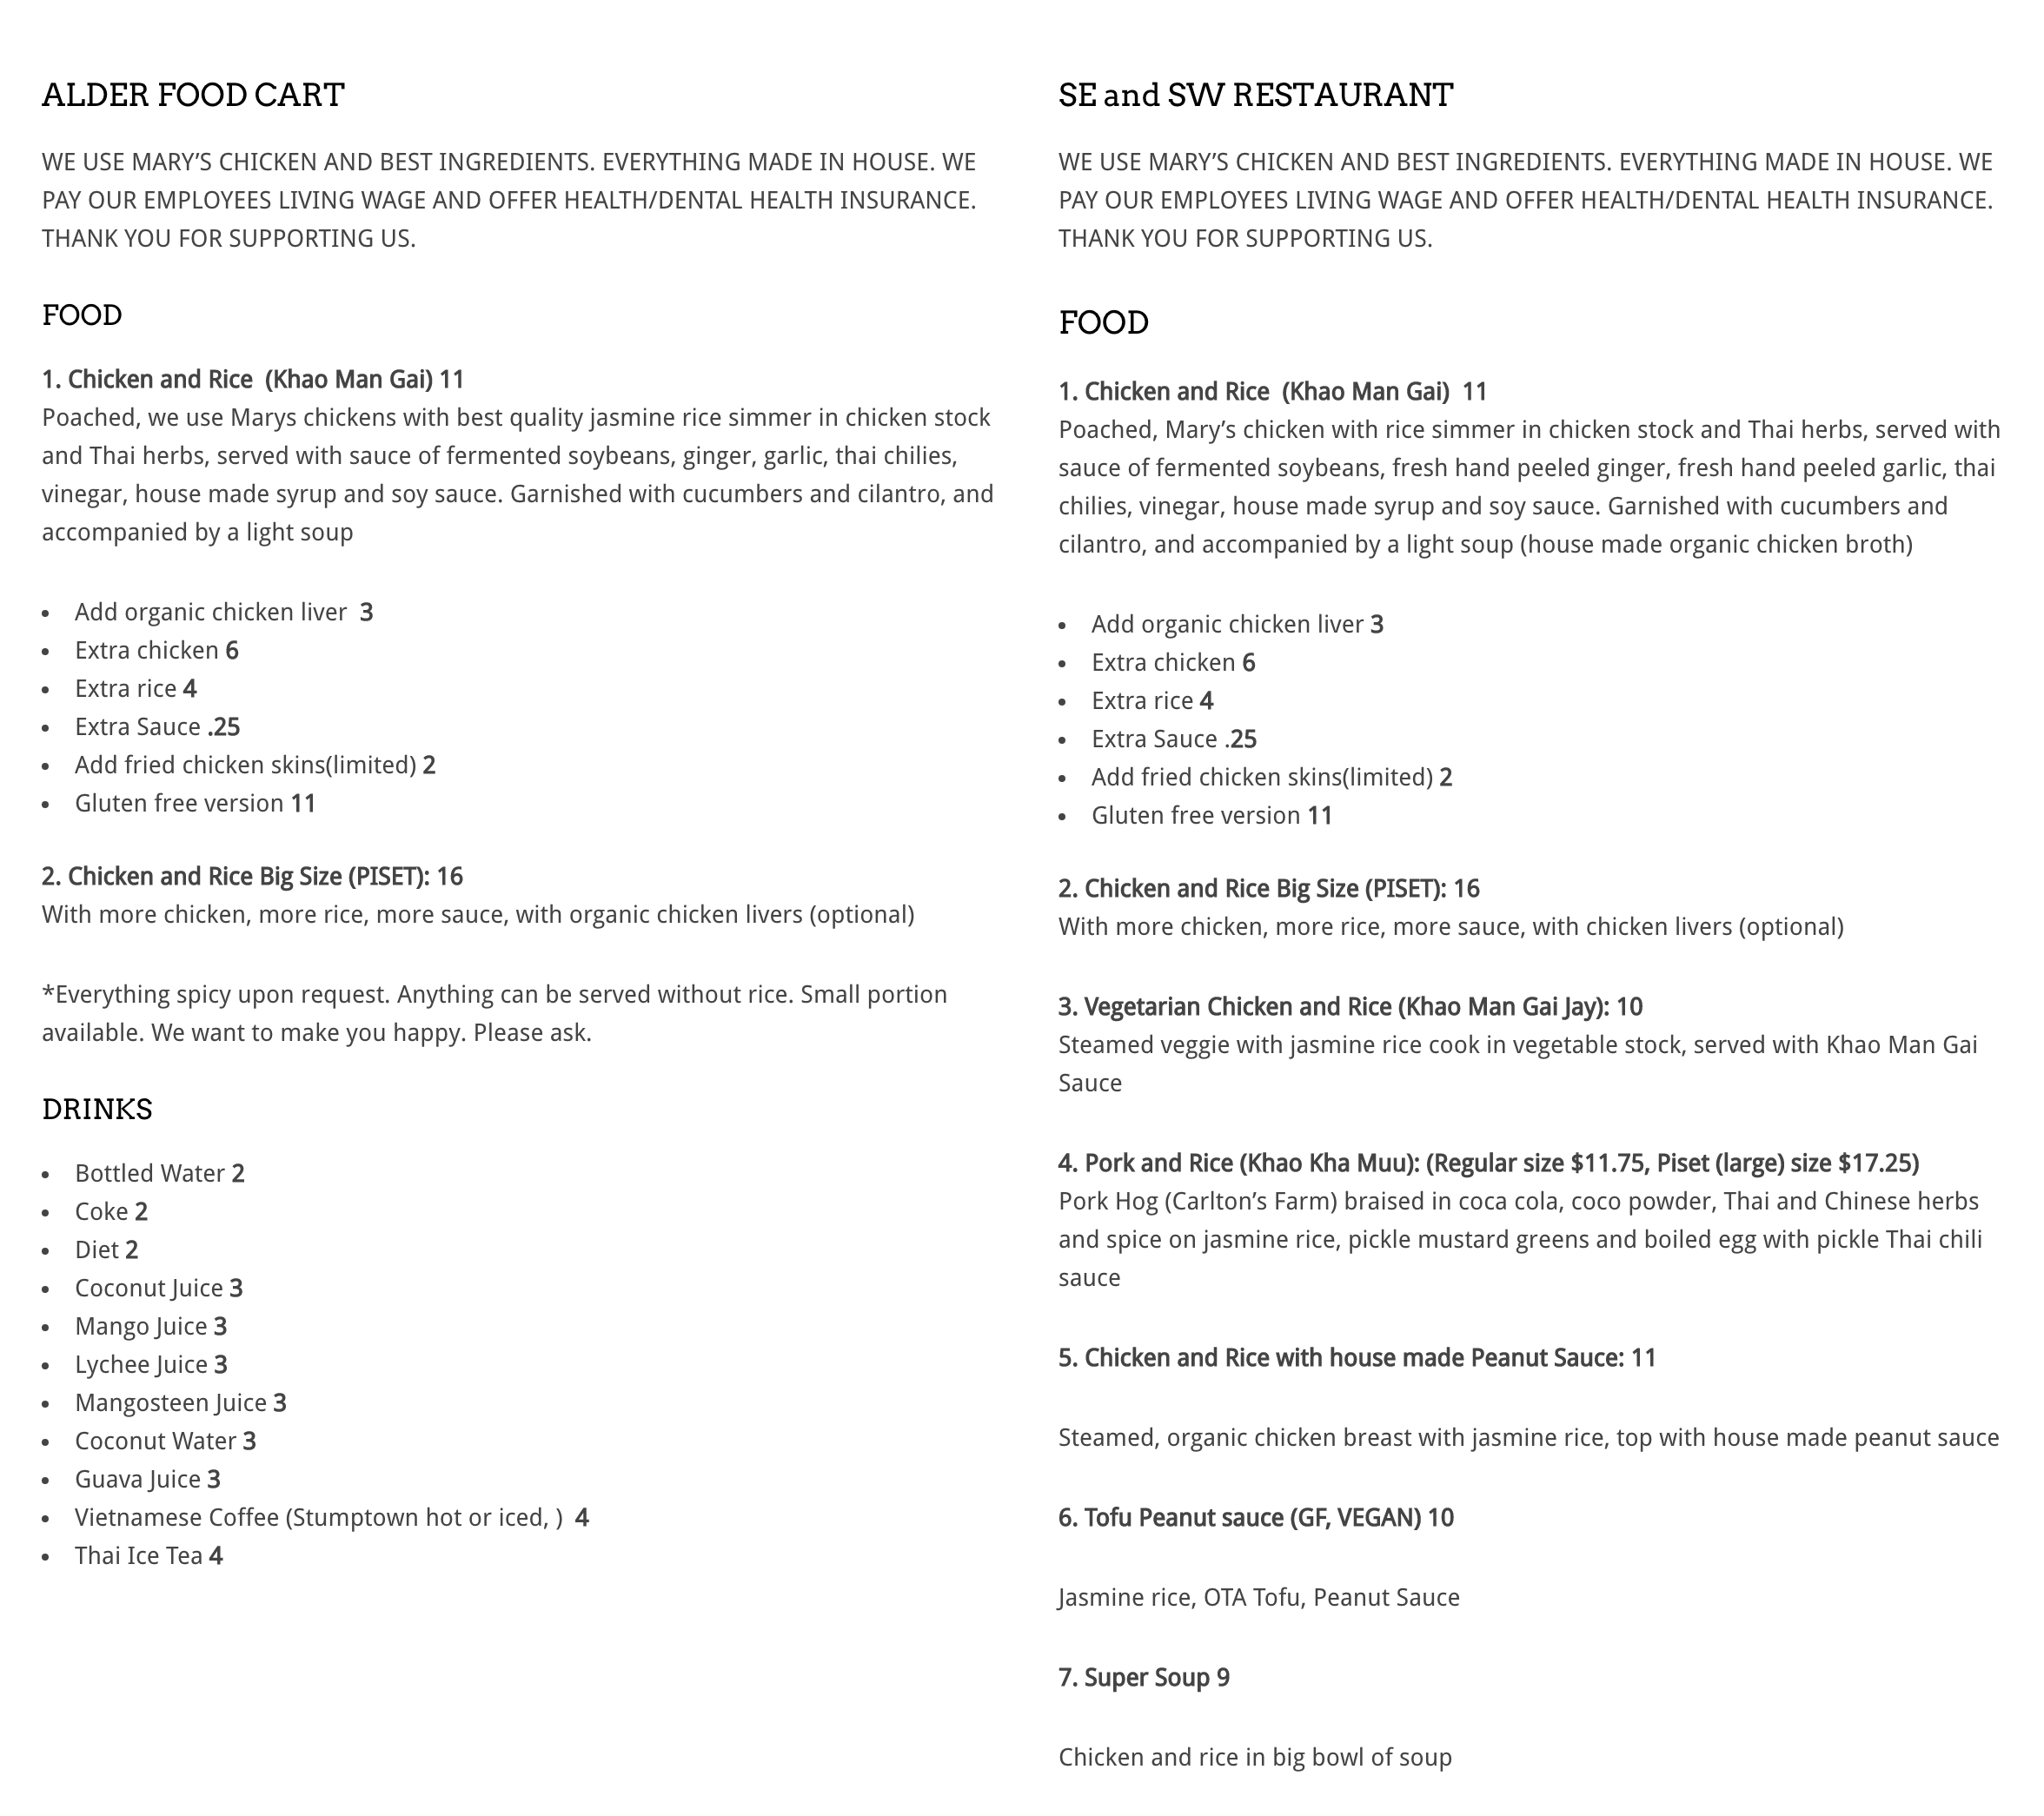 ALDER FOOD CART
WE USE MARY’S CHICKEN AND BEST INGREDIENTS. EVERYTHING MADE IN HOUSE. WE
PAY OUR EMPLOYEES LIVING WAGE AND OFFER HEALTH/DENTAL HEALTH INSURANCE.
THANK YOU FOR SUPPORTING US.
FOOD
1. Chicken and Rice  (Khao Man Gai) 11
Poached, we use Marys chickens with best quality jasmine rice simmer in chicken stock
and Thai herbs, served with sauce of fermented soybeans, ginger, garlic, thai chilies,
vinegar, house made syrup and soy sauce. Garnished with cucumbers and cilantro, and
accompanied by a light soup
• Add organic chicken liver  3
• Extra chicken 6
• Extra rice 4
• Extra Sauce .25
• Add fried chicken skins(limited) 2
• Gluten free version 11
2. Chicken and Rice Big Size (PISET): 16
With more chicken, more rice, more sauce, with organic chicken livers (optional)
*Everything spicy upon request. Anything can be served without rice. Small portion
available. We want to make you happy. Please ask.
DRINKS
• Bottled Water 2
• Coke 2
• Diet 2
• Coconut Juice 3
• Mango Juice 3
• Lychee Juice 3
• Mangosteen Juice 3
• Coconut Water 3
• Guava Juice 3
• Vietnamese Coffee (Stumptown hot or iced, )  4
• Thai Ice Tea 4
SE and SW RESTAURANT
WE USE MARY’S CHICKEN AND BEST INGREDIENTS. EVERYTHING MADE IN HOUSE. WE
PAY OUR EMPLOYEES LIVING WAGE AND OFFER HEALTH/DENTAL HEALTH INSURANCE.
THANK YOU FOR SUPPORTING US.
FOOD
1. Chicken and Rice  (Khao Man Gai)  11
Poached, Mary’s chicken with rice simmer in chicken stock and Thai herbs, served with
sauce of fermented soybeans, fresh hand peeled ginger, fresh hand peeled garlic, thai
chilies, vinegar, house made syrup and soy sauce. Garnished with cucumbers and
cilantro, and accompanied by a light soup (house made organic chicken broth)
• Add organic chicken liver 3
• Extra chicken 6
• Extra rice 4
• Extra Sauce .25
• Add fried chicken skins(limited) 2
• Gluten free version 11
2. Chicken and Rice Big Size (PISET): 16
With more chicken, more rice, more sauce, with chicken livers (optional)
3. Vegetarian Chicken and Rice (Khao Man Gai Jay): 10
Steamed veggie with jasmine rice cook in vegetable stock, served with Khao Man Gai
Sauce
4. Pork and Rice (Khao Kha Muu): (Regular size $11.75, Piset (large) size $17.25)
Pork Hog (Carlton’s Farm) braised in coca cola, coco powder, Thai and Chinese herbs
and spice on jasmine rice, pickle mustard greens and boiled egg with pickle Thai chili
sauce
5. Chicken and Rice with house made Peanut Sauce: 11
Steamed, organic chicken breast with jasmine rice, top with house made peanut sauce
6. Tofu Peanut sauce (GF, VEGAN) 10
Jasmine rice, OTA Tofu, Peanut Sauce
7. Super Soup 9
Chicken and rice in big bowl of soup